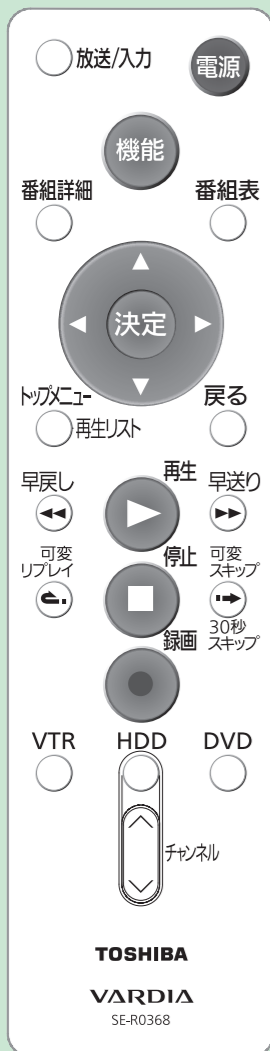 放送/入力
電源
機能
番組詳細
番組表
決定
トップメニュー
戻る
再生リスト
早戻し
再生
早送り
可変
リプレイ
停止
可変
スキップ
録画
30秒
スキップ
VTR
HDD
DVD
チャンネル
TOSHIBA
VARDIA
SE-R0368